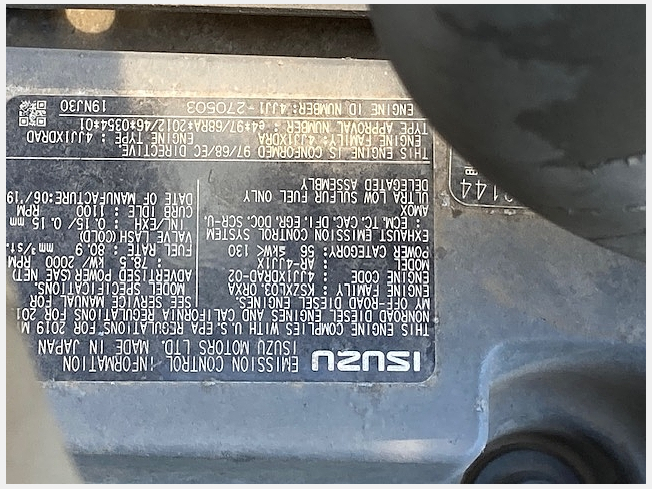 ISUZU EMISSION CONTROL INFORMATION
ISUZU MOTORS LTD. MADE IN JAPAN
THIS ENGINE COMPLIES WITH U.S. EPA REGULATIONS FOR 2019 M
NONROAD DIESEL ENGINES AND CALIFORNIA REGULATIONS FOR 201
MY OFF-ROAD DIESEL ENGINES.
ENGINE FAMILY : KSZXL03.0XRA
ENGINE CODE : 4JJ1XDRAD-02
MODEL : AR-4JJ1X
POWER CATEGORY: 56 ≤kW< 130
EXHAUST EMISSION CONTROL SYSTEM
: ECM, TC, CAC, DFI, EGR, DOC, SCR-U,
AMOX
ULTRA LOW SULFUR FUEL ONLY
DELEGATED ASSEMBLY
SEE SERVICE MANUAL FOR
MODEL SPECIFICATIONS.
ADVERTISED POWER (SAE NET)
: 78.5 kW/ 2000 RPM
FUEL RATE: 80.9 mm³/st.
VALVE LASH (COLD)
IN/EXH : 0.15/ 0.15 mm
CURB IDLE : 1100 RPM
DATE OF MANUFACTURE:06/'19
THIS ENGINE IS CONFORMED 97/68/EC DIRECTIVE
ENGINE FAMILY: 4JJ1XDRA ENGINE TYPE : 4JJ1XDRAD
TYPE APPROVAL NUMBER : e4*97/68RA*2012/46*0354*01
ENGINE ID NUMBER:4JJ1-270503 19NJ30